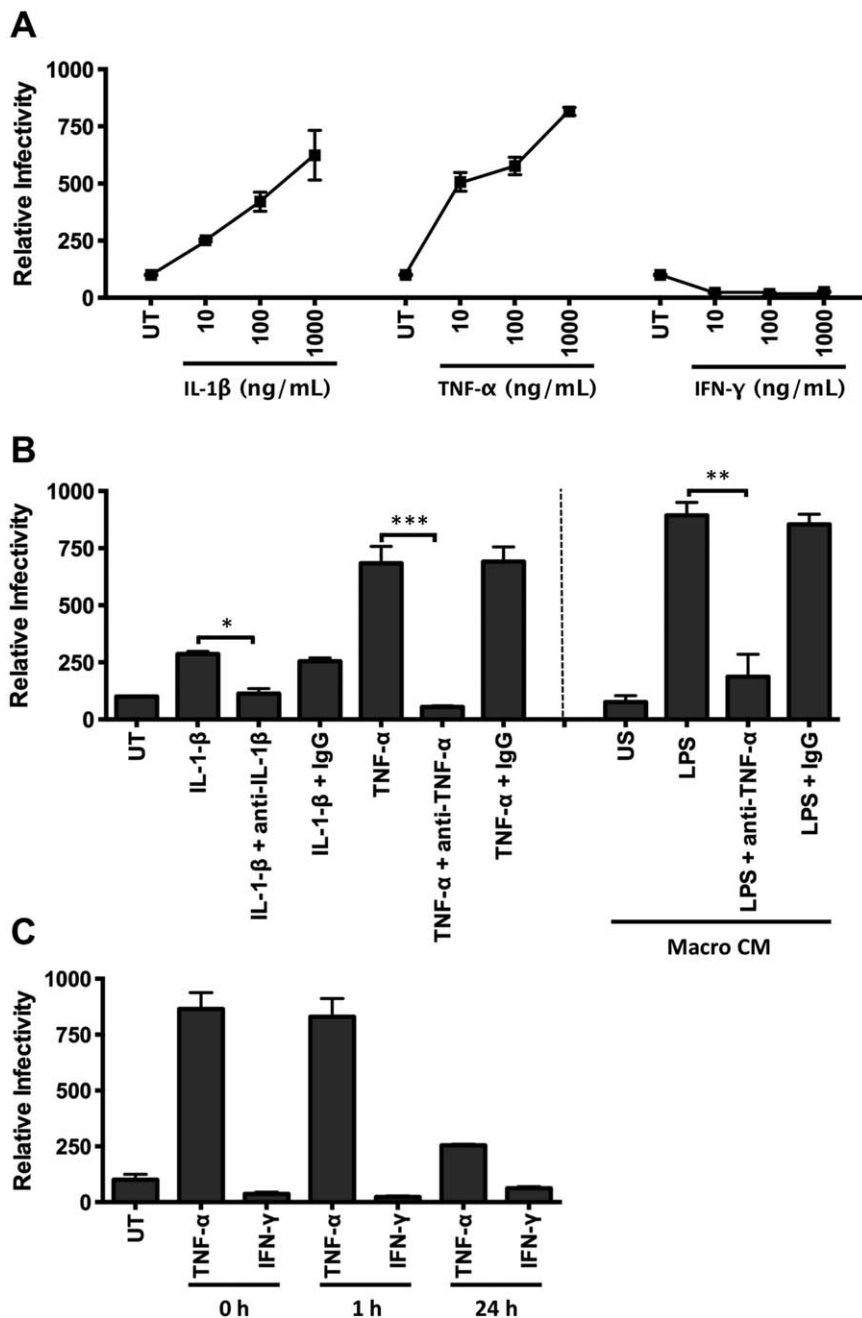 A
Relative Infectivity
1000
750
500
250
0
UT
10
100
1000
UT
10
100
1000
UT
10
100
1000
IL-1β (ng/mL)
TNF-α (ng/mL)
IFN-γ (ng/mL)
B
Relative Infectivity
1000
750
500
250
0
*
***
**
UT
IL-1-β
IL-1-β + anti-IL-1β
IL-1-β + IgG
TNF-α
TNF-α + anti-TNF-α
TNF-α + IgG
US
LPS
LPS + anti-TNF-α
LPS + IgG
Macro CM
C
Relative Infectivity
1000
750
500
250
0
UT
TNF-α
IFN-γ
TNF-α
IFN-γ
TNF-α
IFN-γ
0 h
1 h
24 h